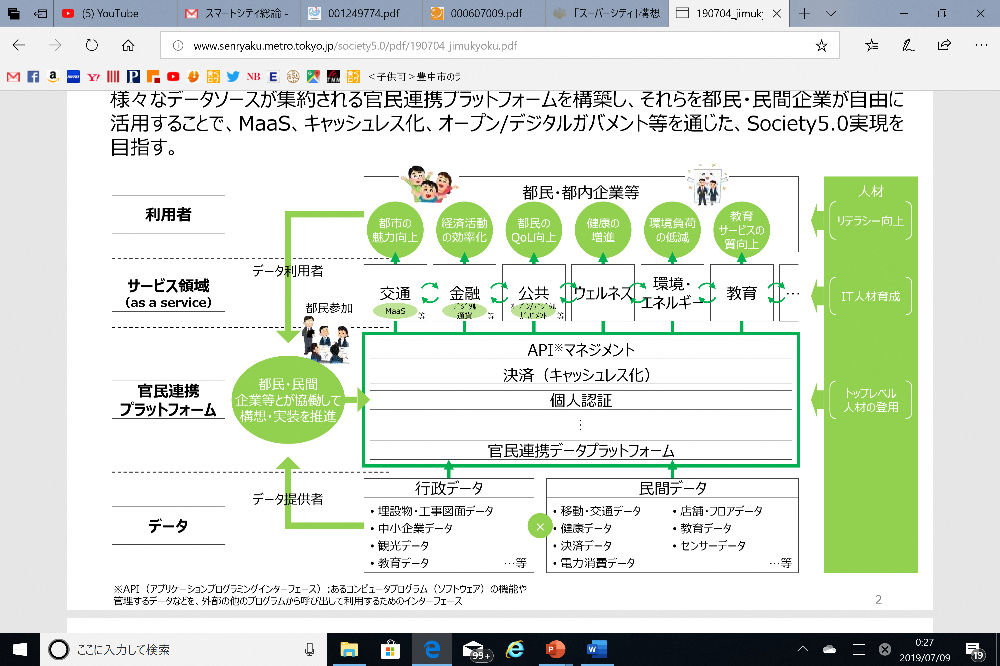 (5) YouTube
スマートシティ総論 -
001249774.pdf
000607009.pdf
「スーパーシティ」構想
190704_jimuky
www.senryaku.metro.tokyo.jp/society5.0/pdf/190704_jimukyoku.pdf
NB
E
TNN
食べログ
＜子供可＞豊中市のラ
様々なデータソースが集約される官民連携プラットフォームを構築し、それらを都民・民間企業が自由に
活用することで、MaaS、キャッシュレス化、オープン/デジタルガバメント等を通じた、Society5.0実現を
目指す。
利用者
都民・都内企業等
都市の
魅力向上
経済活動
の効率化
都民の
QoL向上
健康の
増進
環境負荷
の低減
教育
サービスの
質向上
人材
リテラシー向上
データ利用者
サービス領域
（as a service）
交通
MaaS
等
金融
ﾃﾞｼﾞﾀﾙ
通貨
等
公共
ｵｰﾌﾟﾝ/ﾃﾞｼﾞﾀﾙ
ｶﾞﾊﾞﾒﾝﾄ
等
ウェルネス
環境・
エネルギー
教育
…
IT人材育成
都民参加
官民連携
プラットフォーム
都民・民間
企業等とが協働して
構想・実装を推進
API※マネジメント
決済（キャッシュレス化）
個人認証
⋮
官民連携データプラットフォーム
トップレベル
人材の登用
データ提供者
データ
行政データ
• 埋設物・工事図面データ
• 中小企業データ
• 観光データ
• 教育データ
…等
×
民間データ
• 移動・交通データ
• 健康データ
• 決済データ
• 電力消費データ
• 店舗・フロアデータ
• 教育データ
• センサーデータ
…等
※API（アプリケーションプログラミングインターフェース）:あるコンピュータプログラム（ソフトウェア）の機能や
管理するデータなどを、外部の他のプログラムから呼び出して利用するためのインターフェース
2
ここに入力して検索
99+
0:27
2019/07/09
19